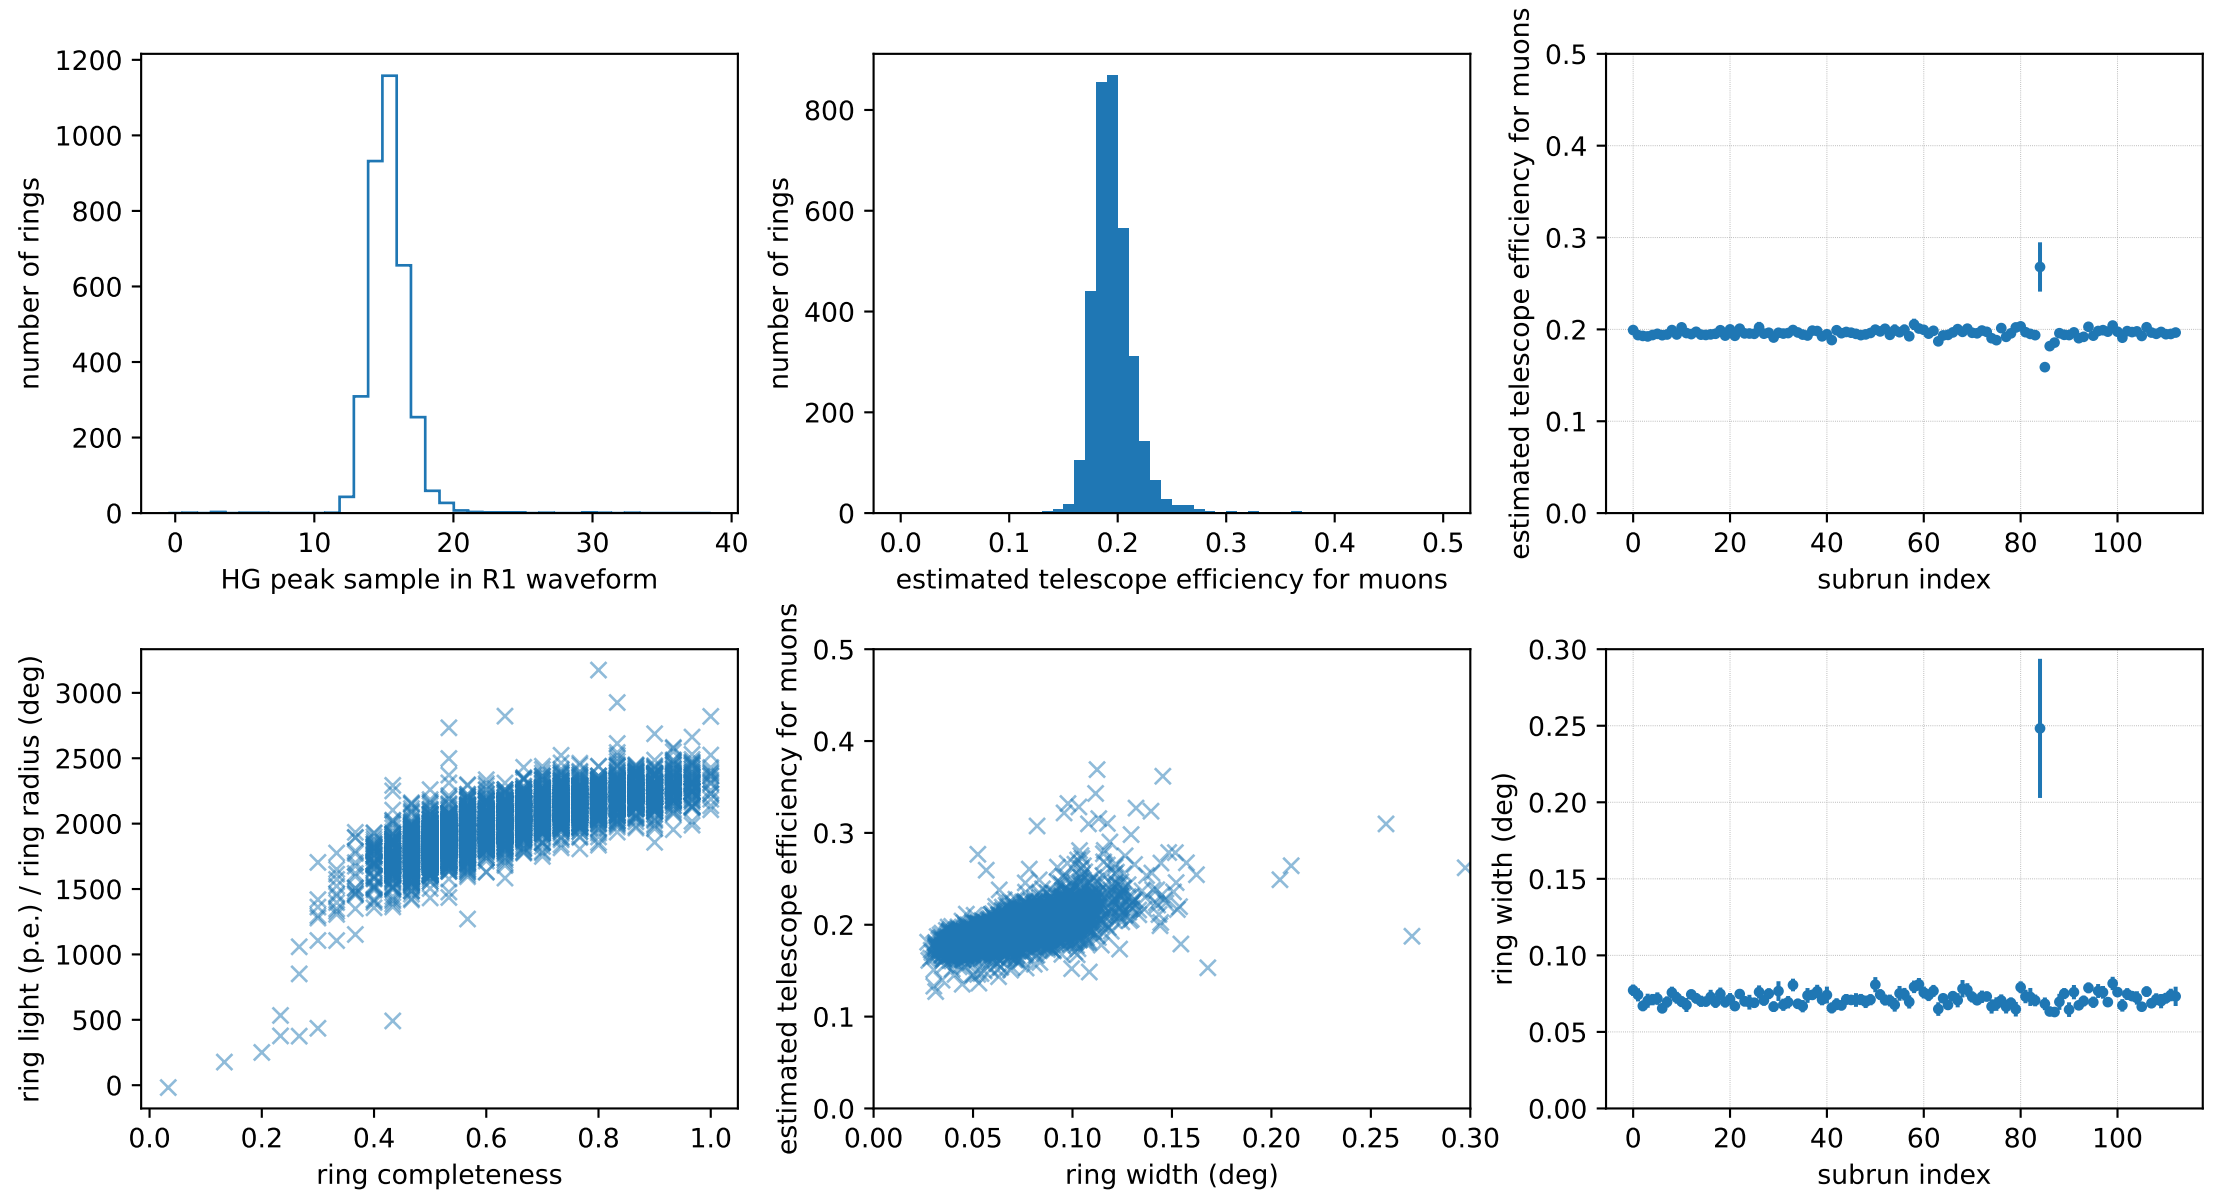 number of rings
1200
1000
800
600
400
200
0
0 10 20 30 40
HG peak sample in R1 waveform
number of rings
800
600
400
200
0
0.0 0.1 0.2 0.3 0.4 0.5
estimated telescope efficiency for muons
estimated telescope efficiency for muons
0.5
0.4
0.3
0.2
0.1
0.0
0 20 40 60 80 100
subrun index
ring light (p.e.) / ring radius (deg)
3000
2500
2000
1500
1000
500
0
0.0 0.2 0.4 0.6 0.8 1.0
ring completeness
estimated telescope efficiency for muons
0.5
0.4
0.3
0.2
0.1
0.0
0.00 0.05 0.10 0.15 0.20 0.25 0.30
ring width (deg)
ring width (deg)
0.30
0.25
0.20
0.15
0.10
0.05
0.00
0 20 40 60 80 100
subrun index